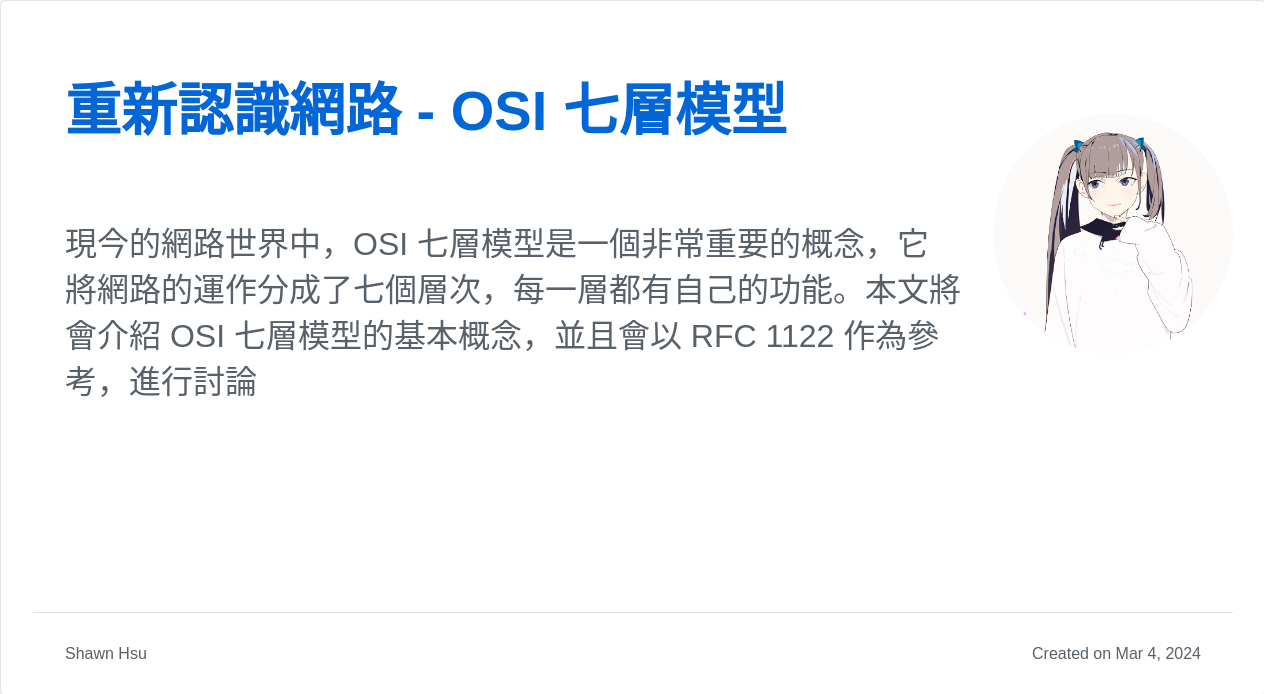 重新認識網路 - OSI 七層模型
現今的網路世界中，OSI 七層模型是一個非常重要的概念，它
將網路的運作分成了七個層次，每一層都有自己的功能。本文將
會介紹 OSI 七層模型的基本概念，並且會以 RFC 1122 作為參
考，進行討論
Shawn Hsu
Created on Mar 4, 2024